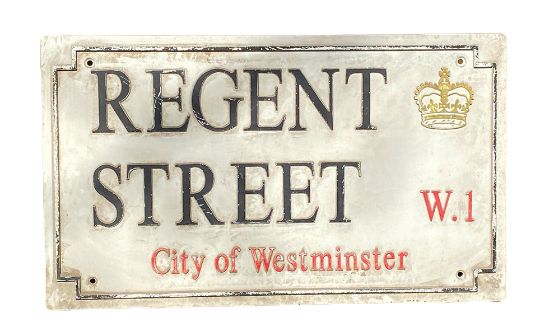 REGENT
STREET
W.1
City of Westminster